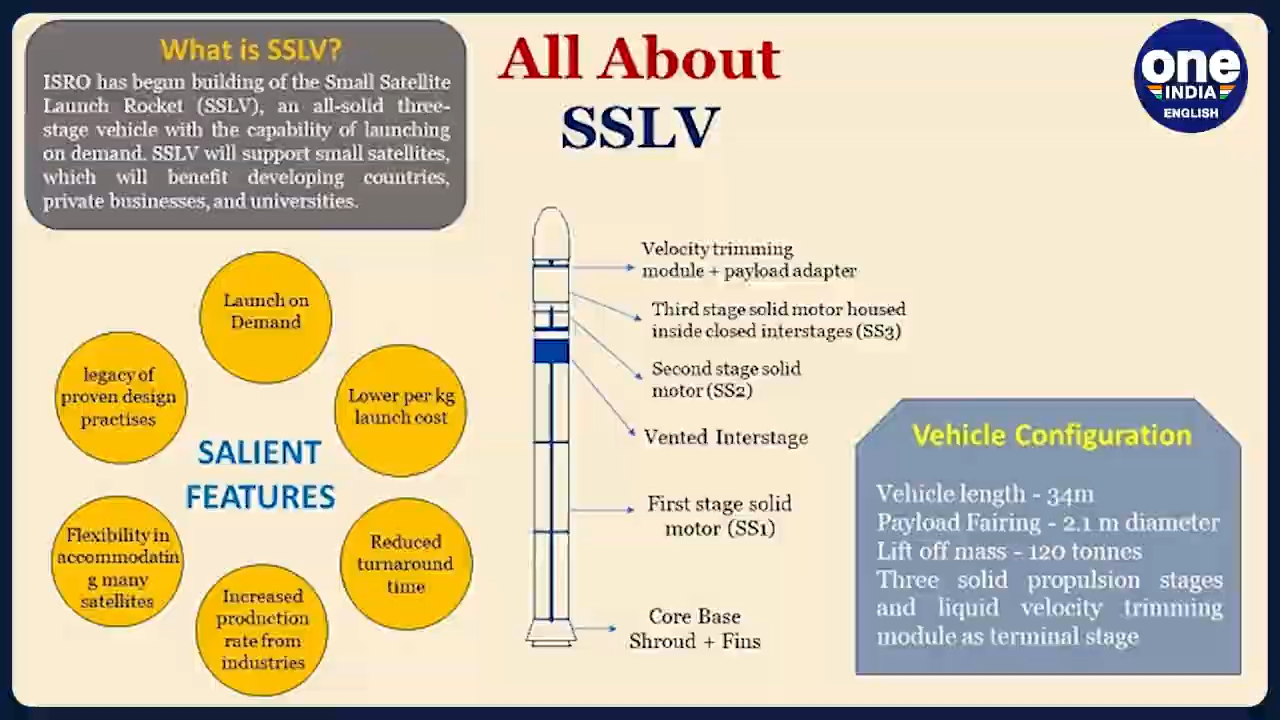 What is SSLV?
ISRO has begun building of the Small Satellite
Launch Rocket (SSLV), an all-solid three-
stage vehicle with the capability of launching
on demand. SSLV will support small satellites,
which will benefit developing countries,
private businesses, and universities.
All About
SSLV
one
INDIA
ENGLISH
Launch on
Demand
legacy of
proven design
practises
Lower per kg
launch cost
SALIENT
FEATURES
Flexibility in
accommodatin
g many
satellites
Reduced
turnaround
time
Increased
production
rate from
industries
Velocity trimming
module + payload adapter
Third stage solid motor housed
inside closed interstages (SS3)
Second stage solid
motor (SS2)
Vented Interstage
First stage solid
motor (SS1)
Core Base
Shroud + Fins
Vehicle Configuration
Vehicle length - 34m
Payload Fairing - 2.1 m diameter
Lift off mass - 120 tonnes
Three solid propulsion stages
and liquid velocity trimming
module as terminal stage